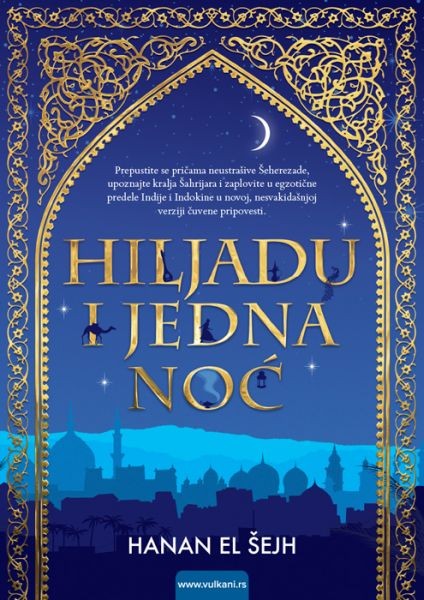 Prepustite se pričama neustrašive Šeherezade,
upoznajte kralja Šahrijara i zaplovite u egzotične
predele Indije i Indokine u novoj, nesvakidašnjoj
verziji čuvene pripovesti.
HILJADU
I JEDNA
NOĆ
HANAN EL ŠEJH
www.vulkani.rs